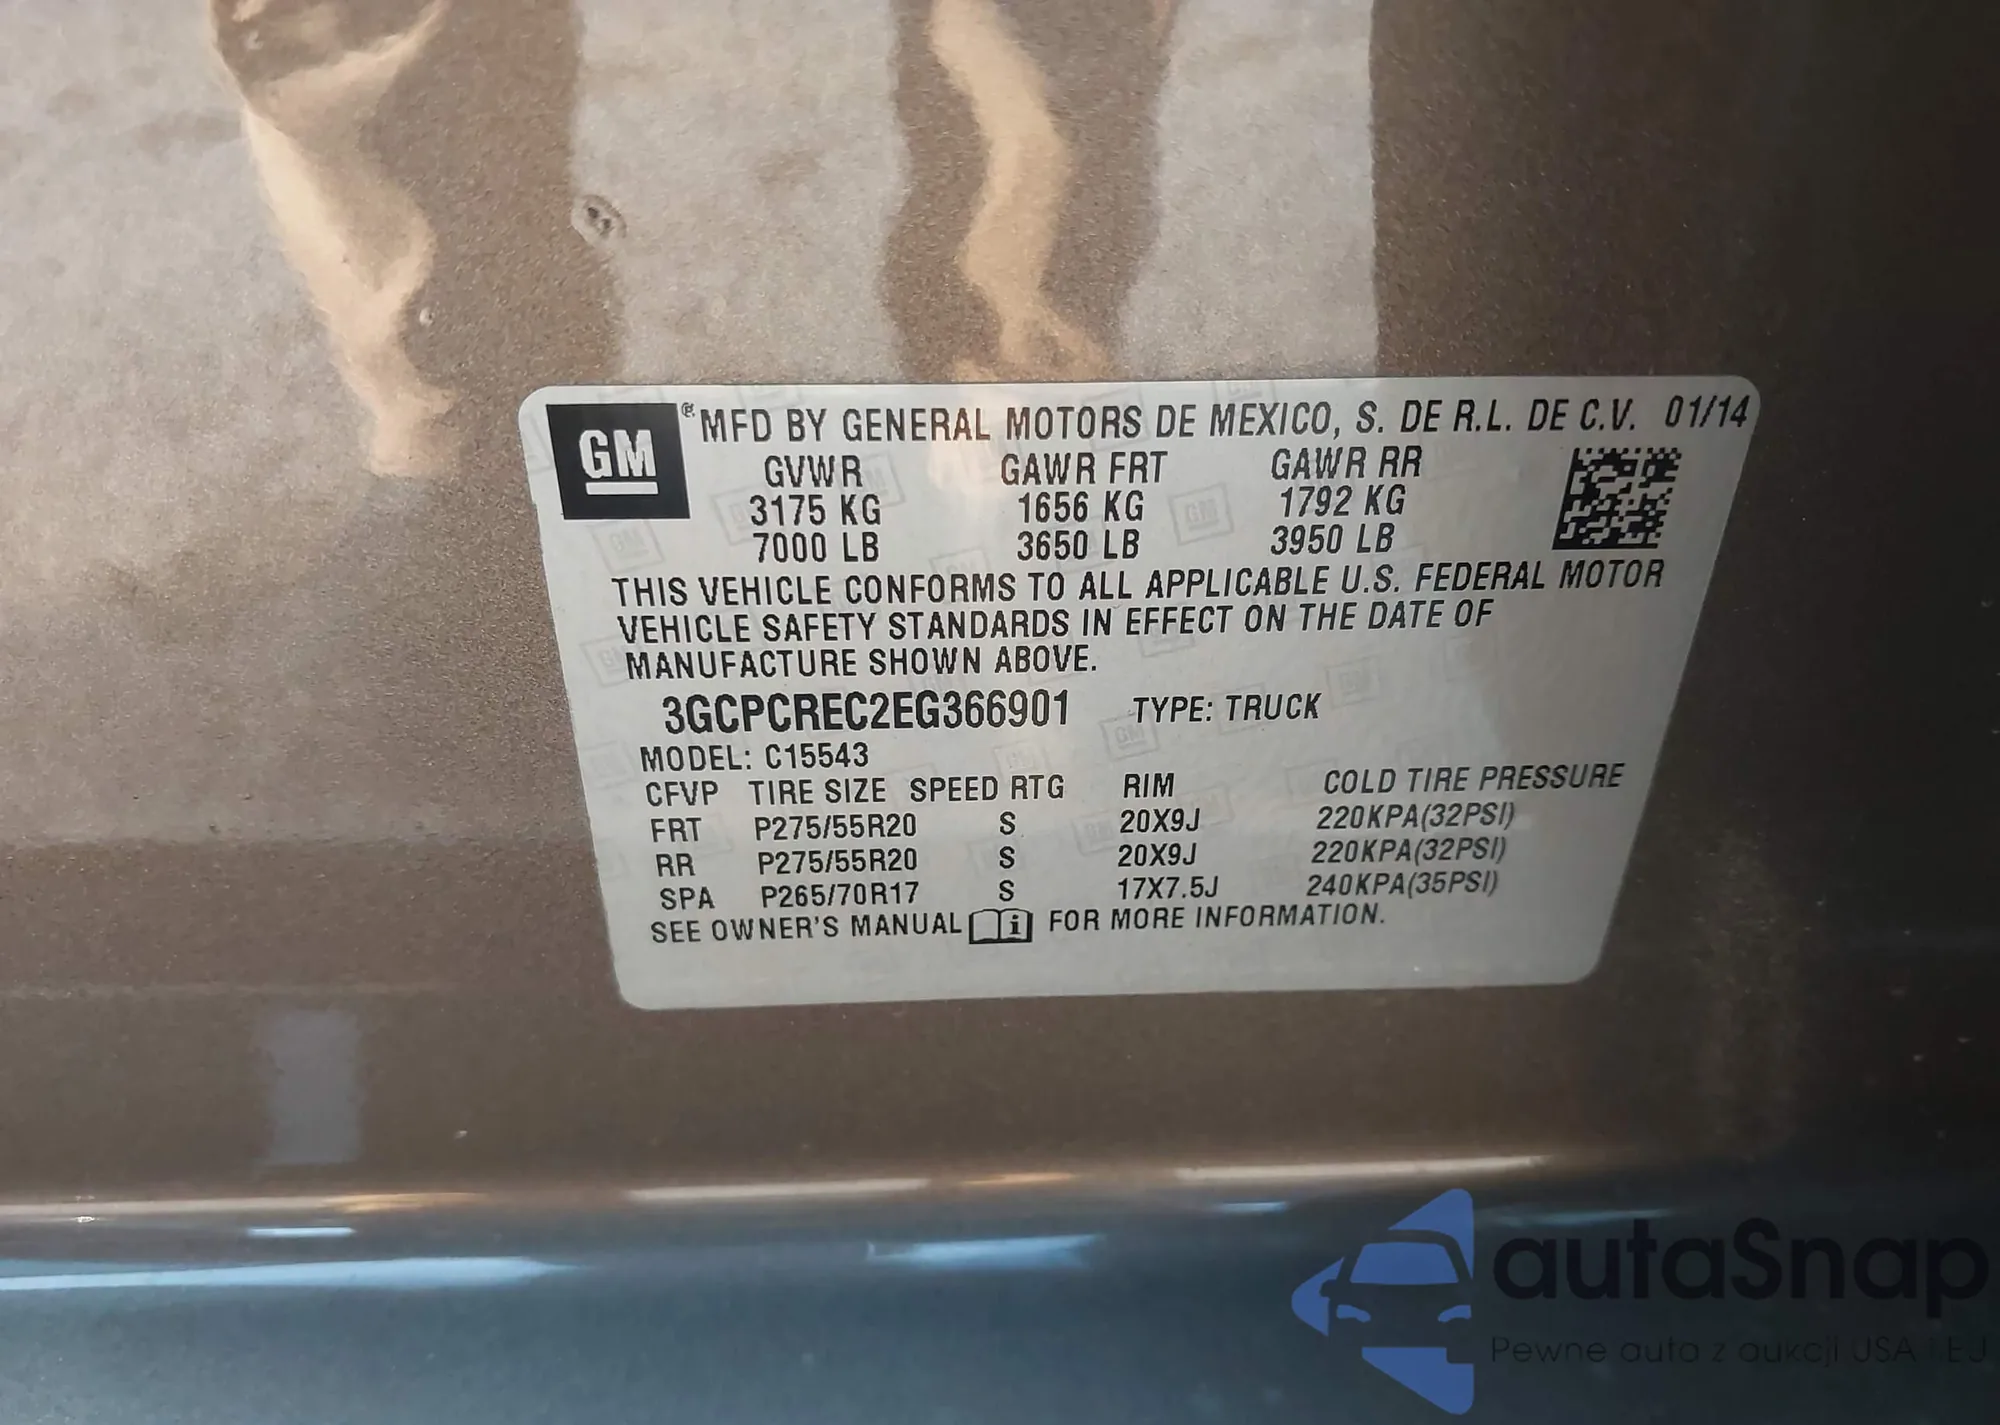 GM ® MFD BY GENERAL MOTORS DE MEXICO, S. DE R.L. DE C.V. 01/14
GVWR GAWR FRT GAWR RR
3175 KG 1656 KG 1792 KG
7000 LB 3650 LB 3950 LB
THIS VEHICLE CONFORMS TO ALL APPLICABLE U.S. FEDERAL MOTOR
VEHICLE SAFETY STANDARDS IN EFFECT ON THE DATE OF
MANUFACTURE SHOWN ABOVE.
3GCPCREC2EG366901 TYPE: TRUCK
MODEL: C15543
CFVP TIRE SIZE SPEED RTG RIM COLD TIRE PRESSURE
FRT P275/55R20 S 20X9J 220KPA(32PSI)
RR P275/55R20 S 20X9J 220KPA(32PSI)
SPA P265/70R17 S 17X7.5J 240KPA(35PSI)
SEE OWNER'S MANUAL i FOR MORE INFORMATION.
autaSnap
Pewne auta z aukcji USA i EU